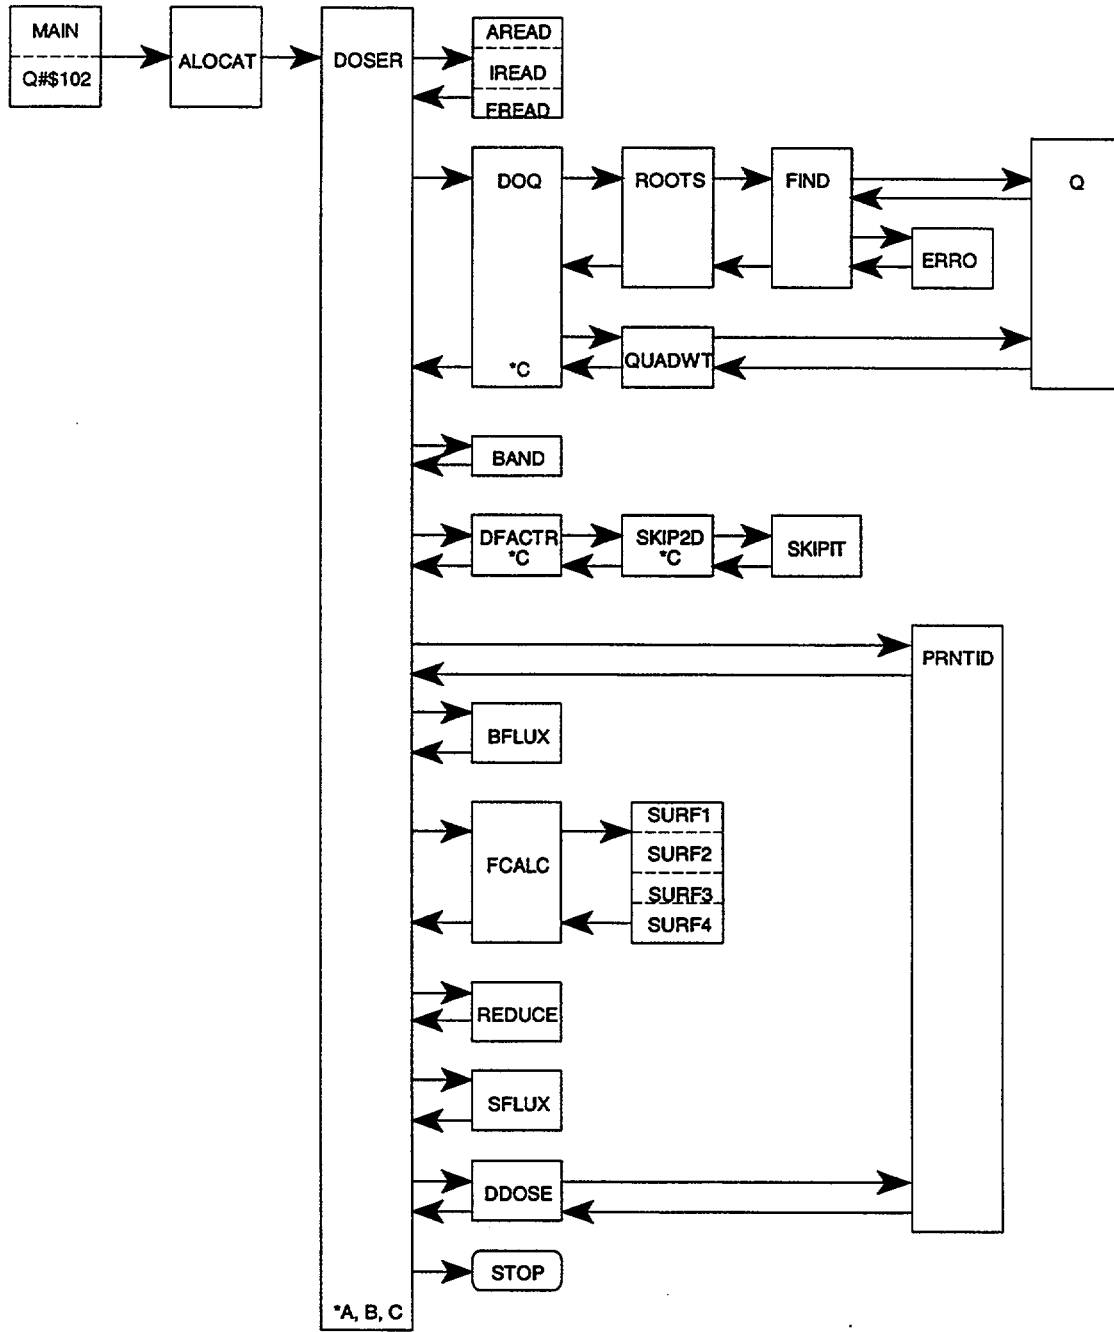 MAIN
Q#$102
ALOCAT
DOSER
AREAD
IREAD
FREAD
DOQ
*C
ROOTS
FIND
Q
ERRO
QUADWT
BAND
DFACTR
*C
SKIP2D
*C
SKIPIT
PRNTID
BFLUX
FCALC
SURF1
SURF2
SURF3
SURF4
REDUCE
SFLUX
DDOSE
STOP
*A, B, C